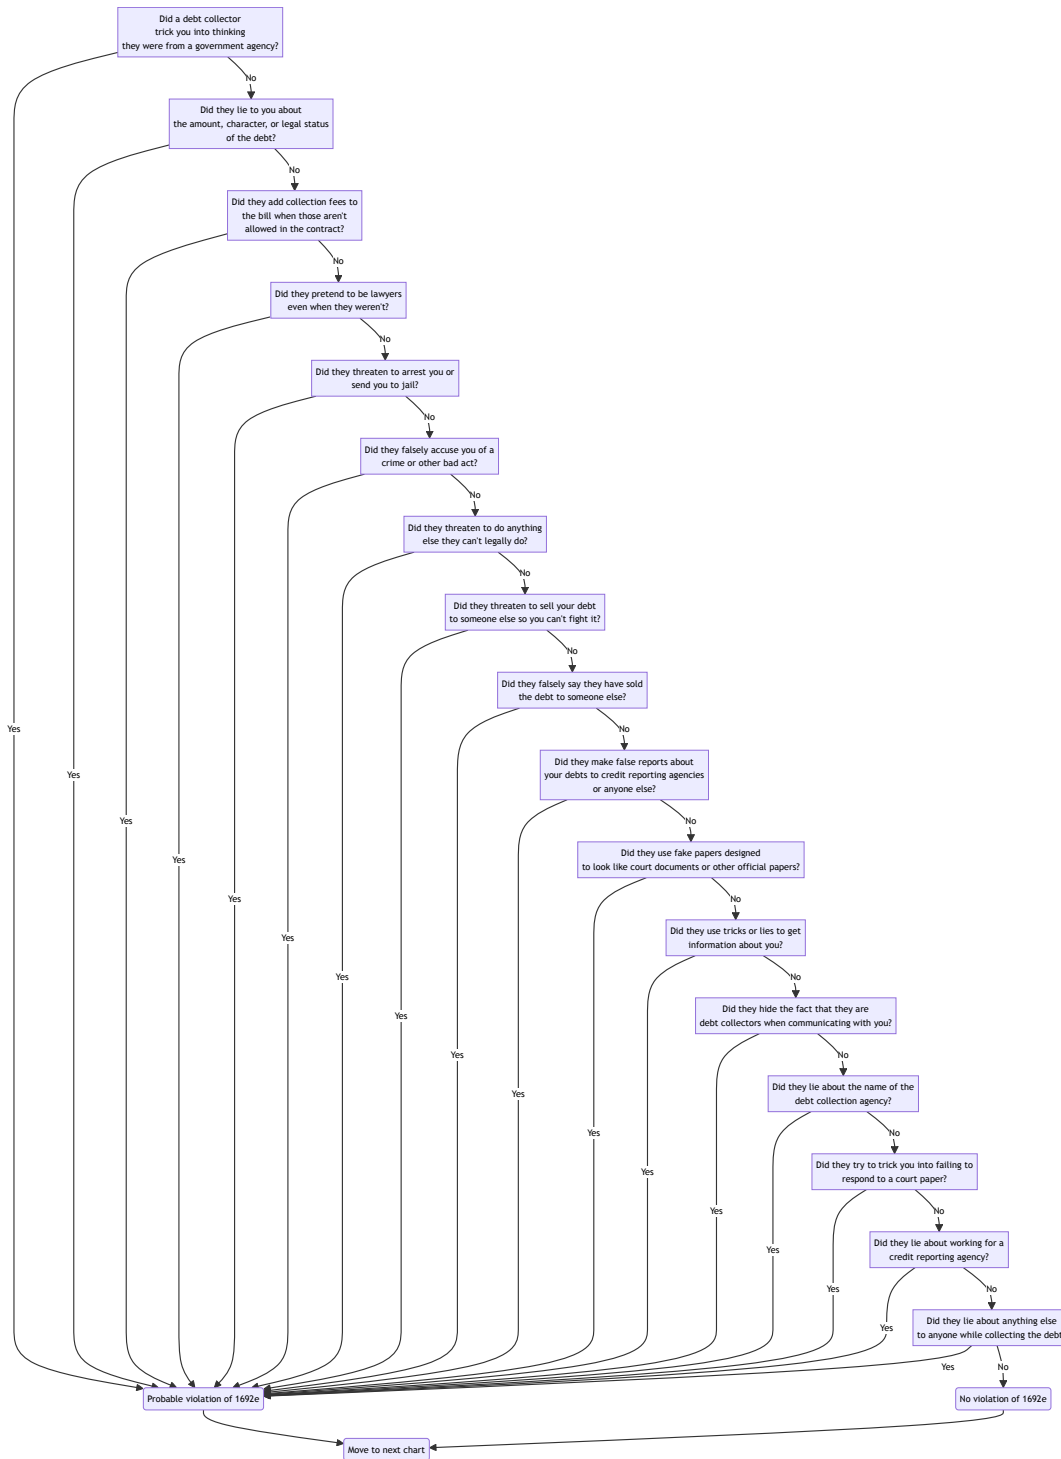 Did a debt collector
trick you into thinking
they were from a government agency?
No
Did they lie to you about
the amount, character, or legal status
of the debt?
No
Did they add collection fees to
the bill when those aren't
allowed in the contract?
No
Did they pretend to be lawyers
even when they weren't?
No
Did they threaten to arrest you or
send you to jail?
No
Did they falsely accuse you of a
crime or other bad act?
No
Did they threaten to do anything
else they can't legally do?
No
Did they threaten to sell your debt
to someone else so you can't fight it?
No
Did they falsely say they have sold
the debt to someone else?
No
Yes
Did they make false reports about
your debts to credit reporting agencies
or anyone else?
Yes
No
Yes
Did they use fake papers designed
to look like court documents or other official papers?
Yes
No
Yes
Did they use tricks or lies to get
information about you?
Yes
No
Yes
Did they hide the fact that they are
debt collectors when communicating with you?
Yes
Yes
No
Yes
Did they lie about the name of the
debt collection agency?
Yes
No
Did they try to trick you into failing to
respond to a court paper?
Yes
Yes
No
Did they lie about working for a
credit reporting agency?
Yes
Yes
No
Did they lie about anything else
to anyone while collecting the debt
Yes
Yes
No
Probable violation of 1692e
No violation of 1692e
Move to next chart